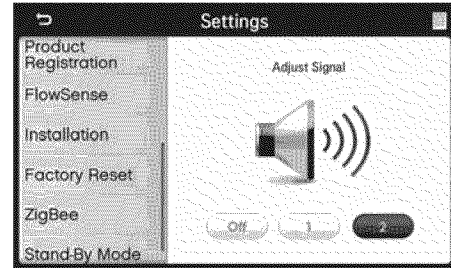 Settings
Product
Registration
FlowSense
Installation
Factory Reset
ZigBee
Stand-By Mode
Adjust Signal
Off
1
2